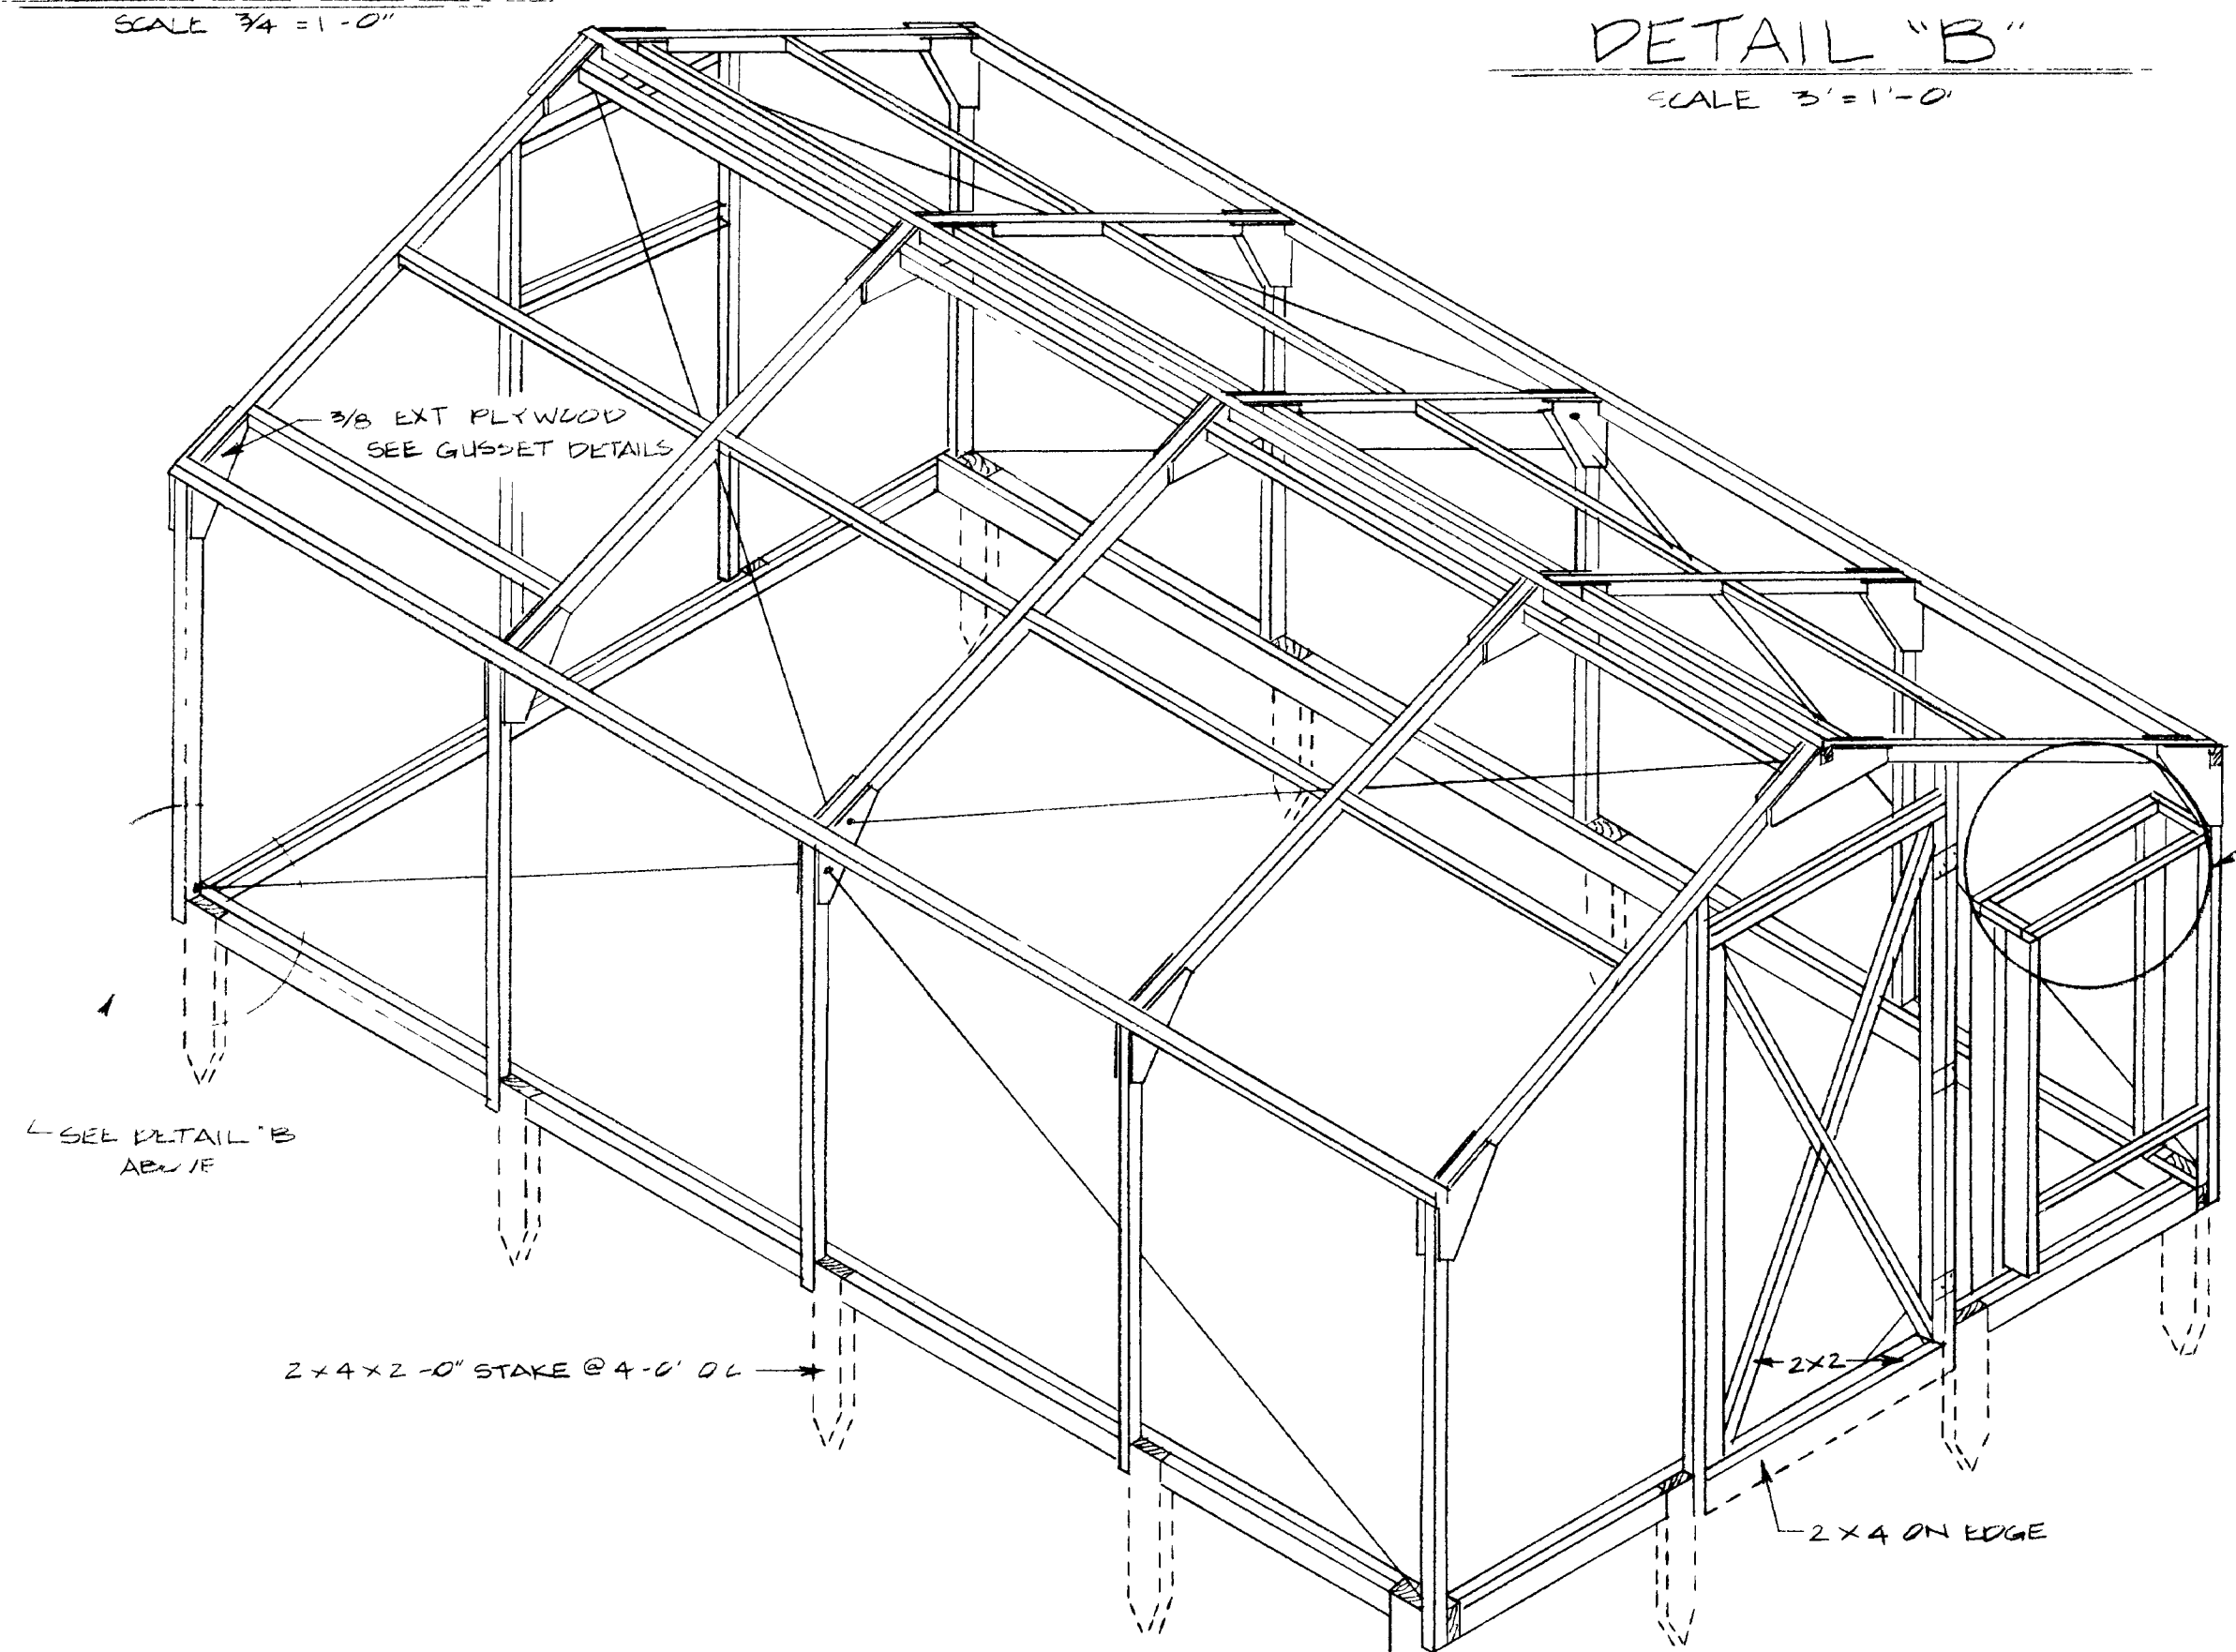 SCALE 3/4 = 1 - 0"
DETAIL "B"
SCALE 3' = 1' - 0'
3/8 EXT PLYWOOD
SEE GUSSET DETAILS
SEE DETAIL "B
ABOVE
2 x 4 x 2 -0" STAKE @ 4 - 0' OC
2X2
2 X 4 ON EDGE